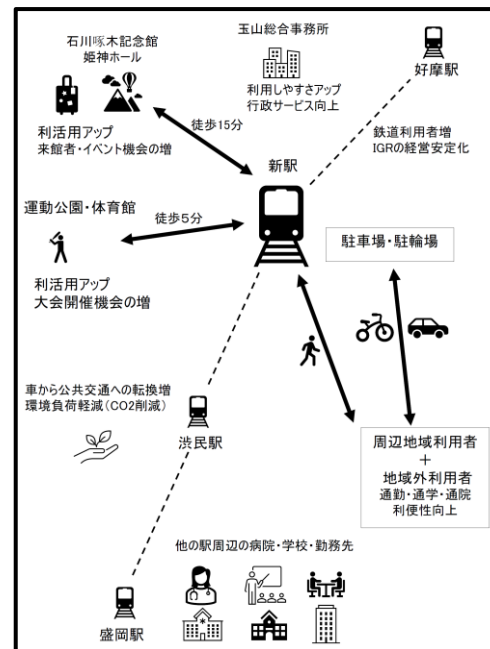 石川啄木記念館
姫神ホール
利活用アップ
来館者・イベント機会の増
徒歩15分
玉山総合事務所
利用しやすさアップ
行政サービス向上
好摩駅
鉄道利用者増
IGRの経営安定化
新駅
運動公園・体育館
徒歩5分
利活用アップ
大会開催機会の増
駐車場・駐輪場
車から公共交通への転換増
環境負荷軽減(CO2削減)
渋民駅
周辺地域利用者
+
地域外利用者
通勤・通学・通院
利便性向上
他の駅周辺の病院・学校・勤務先
盛岡駅